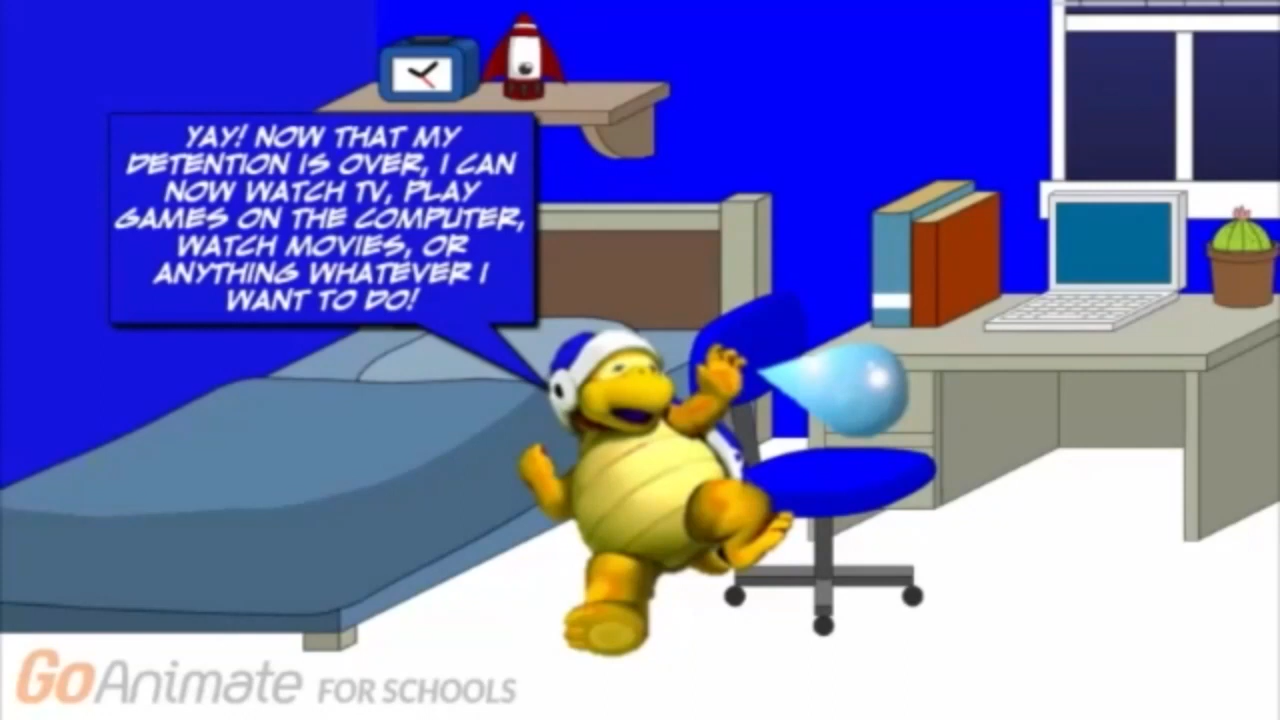 YAY! NOW THAT MY
DETENTION IS OVER, I CAN
NOW WATCH TV, PLAY
GAMES ON THE COMPUTER,
WATCH MOVIES, OR
ANYTHING WHATEVER I
WANT TO DO!
GoAnimate FOR SCHOOLS